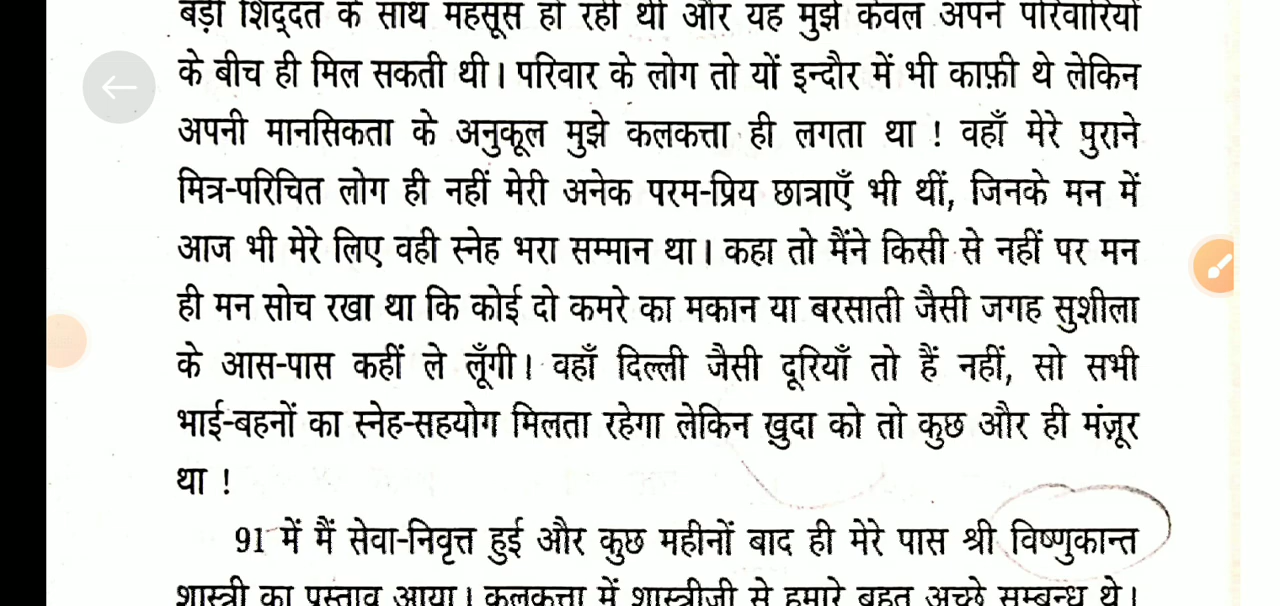 बड़ी शिद्दत के साथ महसूस हो रही थी और यह मुझे केवल अपने परिवारियों
के बीच ही मिल सकती थी। परिवार के लोग तो यों इन्दौर में भी काफ़ी थे लेकिन
अपनी मानसिकता के अनुकूल मुझे कलकत्ता ही लगता था ! वहाँ मेरे पुराने
मित्र-परिचित लोग ही नहीं मेरी अनेक परम-प्रिय छात्राएँ भी थीं, जिनके मन में
आज भी मेरे लिए वही स्नेह भरा सम्मान था। कहा तो मैंने किसी से नहीं पर मन
ही मन सोच रखा था कि कोई दो कमरे का मकान या बरसाती जैसी जगह सुशीला
के आस-पास कहीं ले लूँगी। वहाँ दिल्ली जैसी दूरियाँ तो हैं नहीं, सो सभी
भाई-बहनों का स्नेह-सहयोग मिलता रहेगा लेकिन ख़ुदा को तो कुछ और ही मंज़ूर
था !
91 में मैं सेवा-निवृत्त हुई और कुछ महीनों बाद ही मेरे पास श्री विष्णुकान्त
शास्त्री का प्रस्ताव आया। कलकत्ता में शास्त्रीजी से हमारे बहुत अच्छे सम्बन्ध थे।